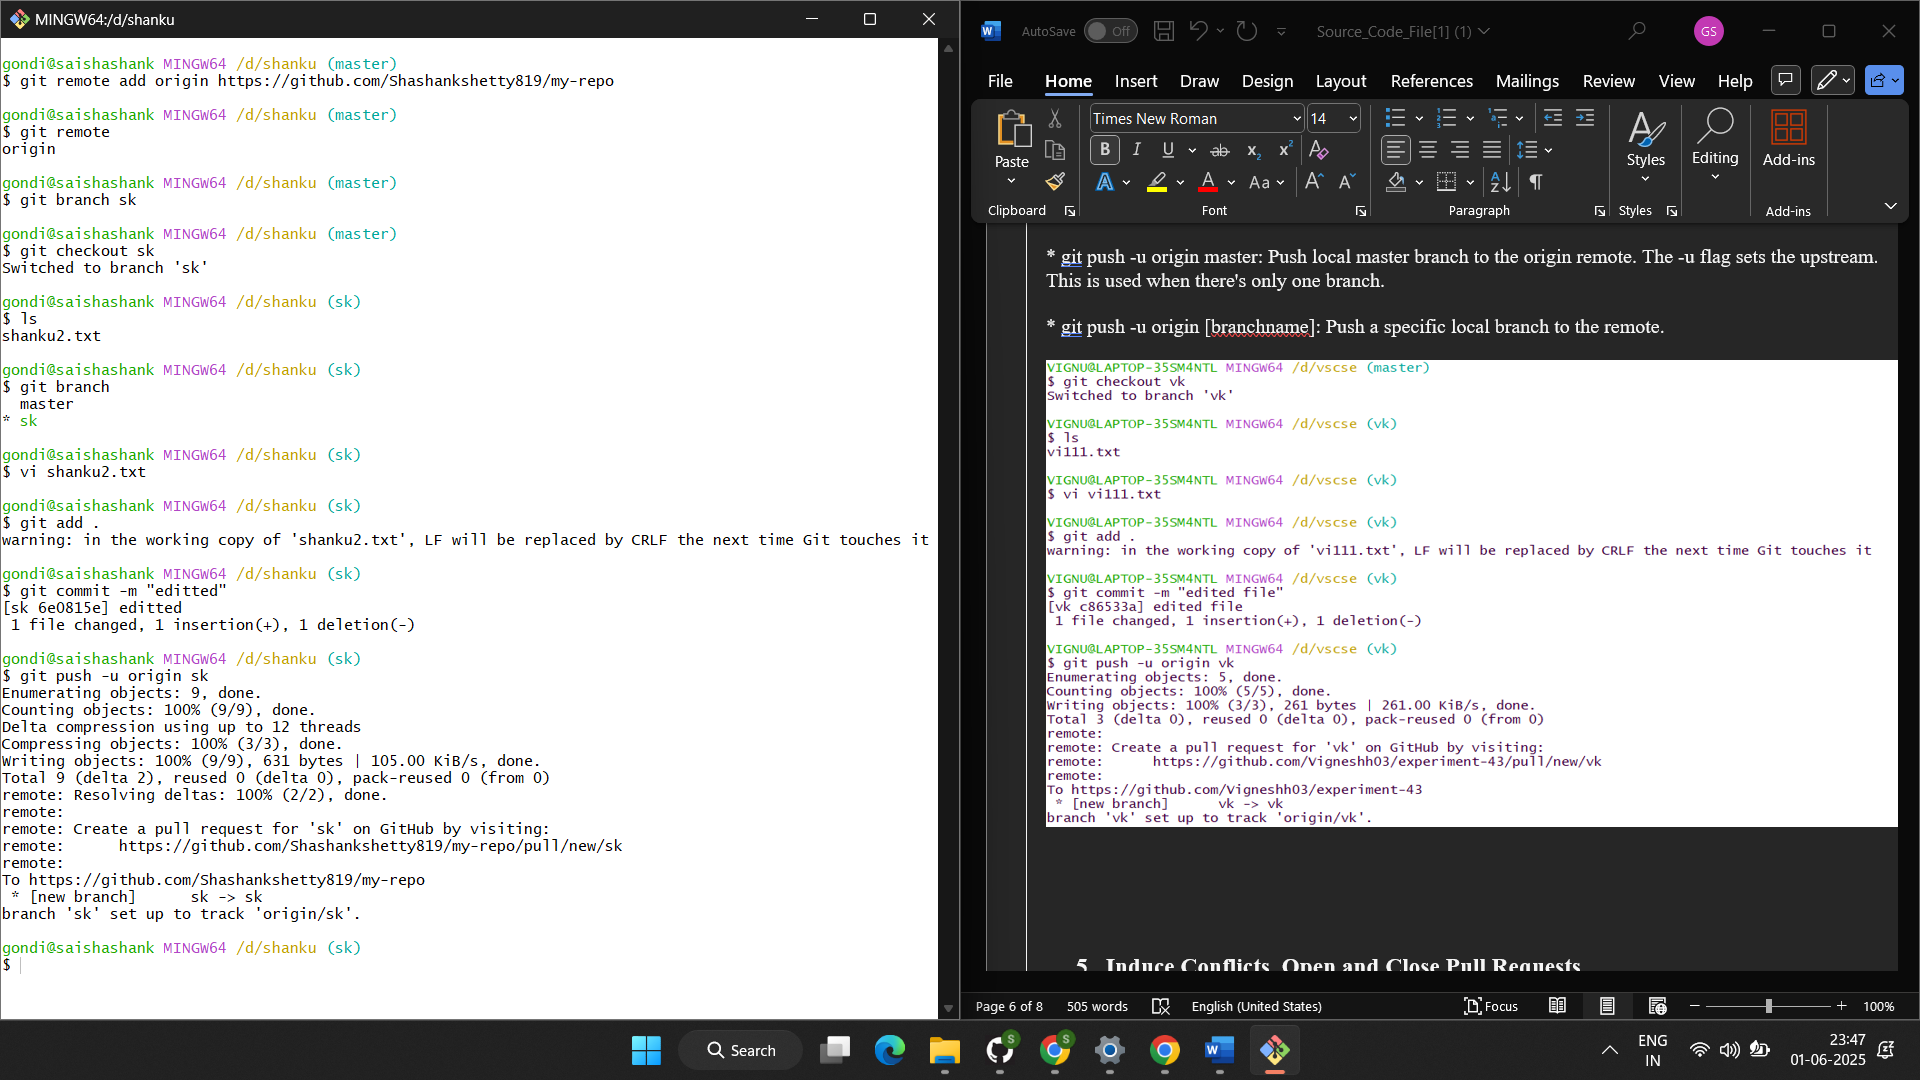 MINGW64:/d/shanku
gondi@saishashank MINGW64 /d/shanku (master)
$ git remote add origin https://github.com/Shashankshetty819/my-repo
gondi@saishashank MINGW64 /d/shanku (master)
$ git remote
origin
gondi@saishashank MINGW64 /d/shanku (master)
$ git branch sk
gondi@saishashank MINGW64 /d/shanku (master)
$ git checkout sk
Switched to branch 'sk'
gondi@saishashank MINGW64 /d/shanku (sk)
$ ls
shanku2.txt
gondi@saishashank MINGW64 /d/shanku (sk)
$ git branch
master
* sk
gondi@saishashank MINGW64 /d/shanku (sk)
$ vi shanku2.txt
gondi@saishashank MINGW64 /d/shanku (sk)
$ git add .
warning: in the working copy of 'shanku2.txt', LF will be replaced by CRLF the next time Git touches it
gondi@saishashank MINGW64 /d/shanku (sk)
$ git commit -m "editted"
[sk 6e0815e] editted
1 file changed, 1 insertion(+), 1 deletion(-)
gondi@saishashank MINGW64 /d/shanku (sk)
$ git push -u origin sk
Enumerating objects: 9, done.
Counting objects: 100% (9/9), done.
Delta compression using up to 12 threads
Compressing objects: 100% (3/3), done.
Writing objects: 100% (9/9), 631 bytes | 105.00 KiB/s, done.
Total 9 (delta 2), reused 0 (delta 0), pack-reused 0 (from 0)
remote: Resolving deltas: 100% (2/2), done.
remote:
remote: Create a pull request for 'sk' on GitHub by visiting:
remote:      https://github.com/Shashankshetty819/my-repo/pull/new/sk
remote:
To https://github.com/Shashankshetty819/my-repo
* [new branch]      sk -> sk
branch 'sk' set up to track 'origin/sk'.
gondi@saishashank MINGW64 /d/shanku (sk)
$
AutoSave Off Source_Code_File[1] (1) GS
File Home Insert Draw Design Layout References Mailings Review View Help
Times New Roman 14
Paste
Styles
Editing
Add-ins
Clipboard
Font
Paragraph
Styles
Add-ins
* git push -u origin master: Push local master branch to the origin remote. The -u flag sets the upstream.
This is used when there's only one branch.
* git push -u origin [branchname]: Push a specific local branch to the remote.
VIGNU@LAPTOP-35SM4NTL MINGW64 /d/vscse (master)
$ git checkout vk
Switched to branch 'vk'
VIGNU@LAPTOP-35SM4NTL MINGW64 /d/vscse (vk)
$ ls
vi111.txt
VIGNU@LAPTOP-35SM4NTL MINGW64 /d/vscse (vk)
$ vi vi111.txt
VIGNU@LAPTOP-35SM4NTL MINGW64 /d/vscse (vk)
$ git add .
warning: in the working copy of 'vi111.txt', LF will be replaced by CRLF the next time Git touches it
VIGNU@LAPTOP-35SM4NTL MINGW64 /d/vscse (vk)
$ git commit -m "edited file"
[vk c86533a] edited file
1 file changed, 1 insertion(+), 1 deletion(-)
VIGNU@LAPTOP-35SM4NTL MINGW64 /d/vscse (vk)
$ git push -u origin vk
Enumerating objects: 5, done.
Counting objects: 100% (5/5), done.
Writing objects: 100% (3/3), 261 bytes | 261.00 KiB/s, done.
Total 3 (delta 0), reused 0 (delta 0), pack-reused 0 (from 0)
remote:
remote: Create a pull request for 'vk' on GitHub by visiting:
remote:      https://github.com/Vigneshh03/experiment-43/pull/new/vk
remote:
To https://github.com/Vigneshh03/experiment-43
* [new branch]      vk -> vk
branch 'vk' set up to track 'origin/vk'.
5. Induce Conflicts, Open and Close Pull Requests
Page 6 of 8 505 words English (United States) Focus 100%
Search
ENG
IN
23:47
01-06-2025